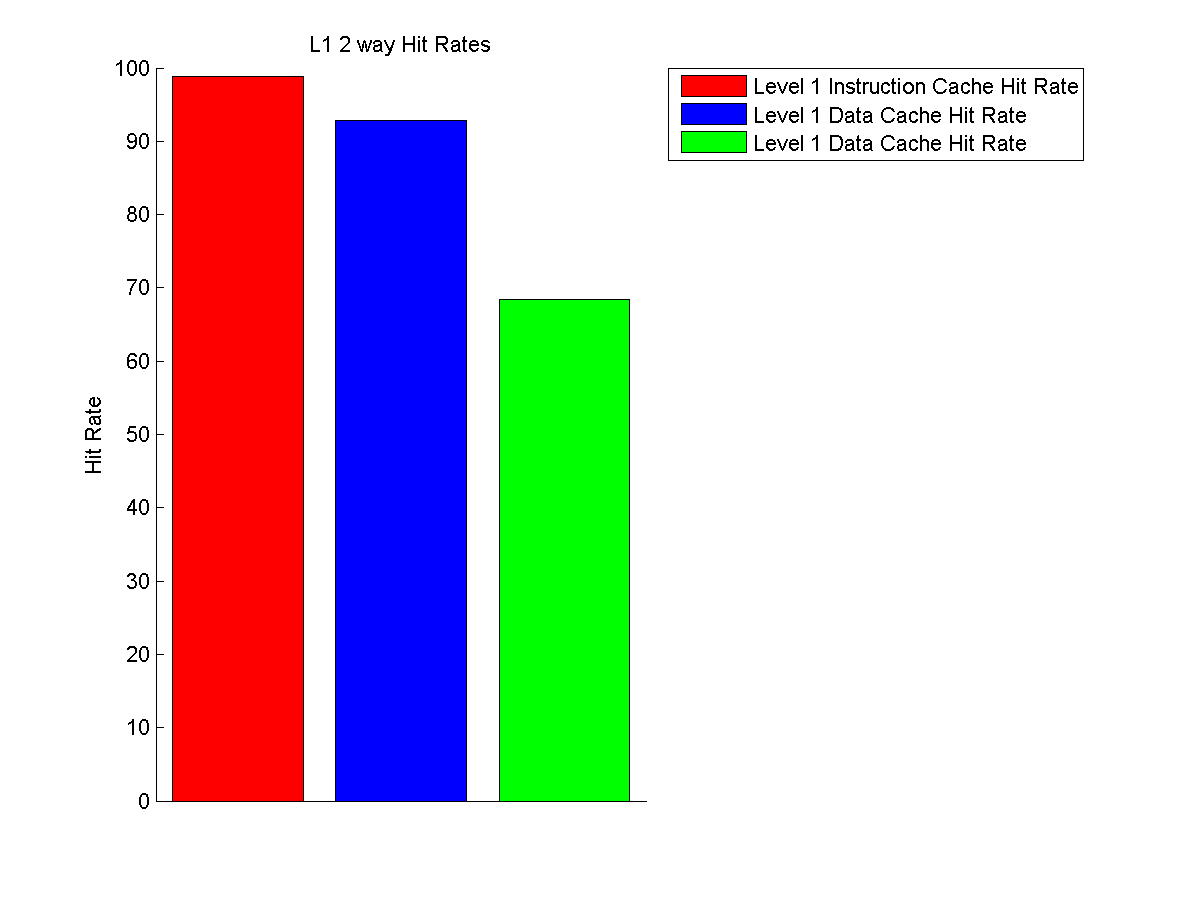 L1 2 way Hit Rates
100
90
80
70
60
50
40
30
20
10
0
Hit Rate
Level 1 Instruction Cache Hit Rate
Level 1 Data Cache Hit Rate
Level 1 Data Cache Hit Rate